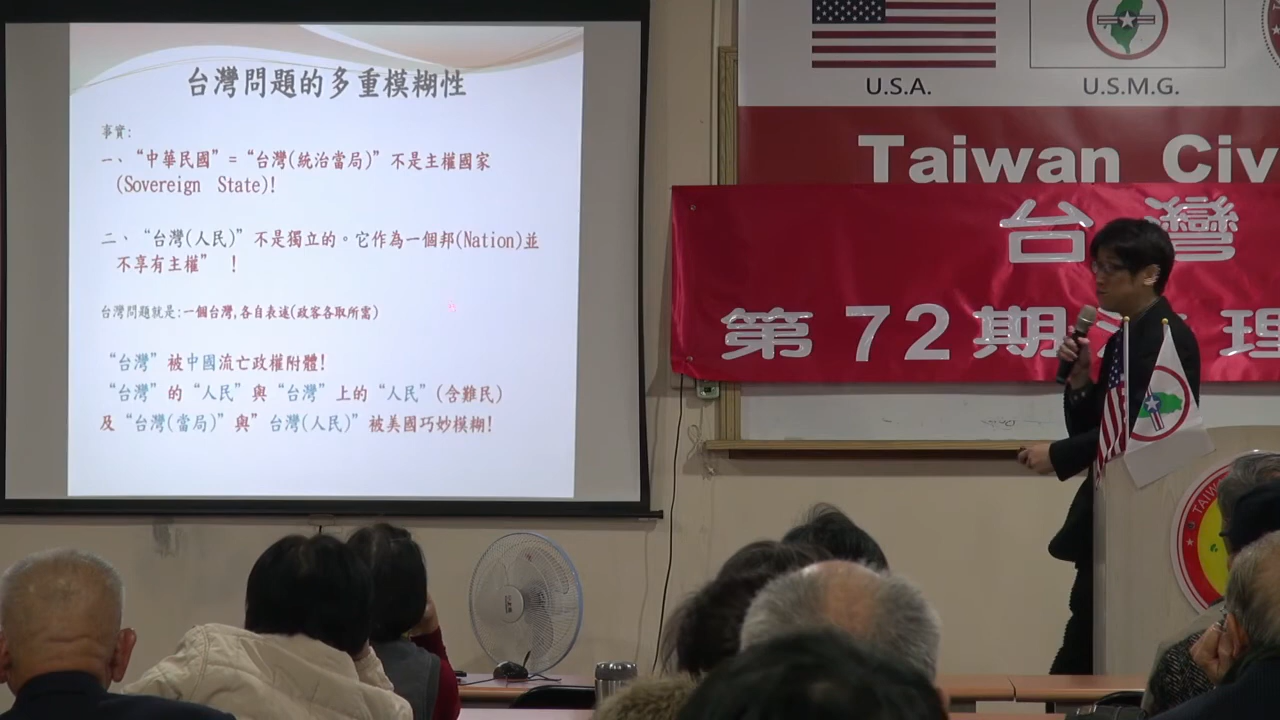 台灣問題的多重模糊性
事實:
一、“中華民國”=“台灣(統治當局)”不是主權國家
(Sovereign State)!
二、“台灣(人民)”不是獨立的。它作為一個邦(Nation)並
不享有主權” !
台灣問題就是:一個台灣,各自表述(政客各取所需)
“台灣”被中國流亡政權附體!
“台灣”的“人民”與“台灣”上的“人民”(含難民)
及“台灣(當局)”與”台灣(人民)”被美國巧妙模糊!
U.S.A.
U.S.M.G.
Taiwan Civ
台灣
第72期 理
TAIW